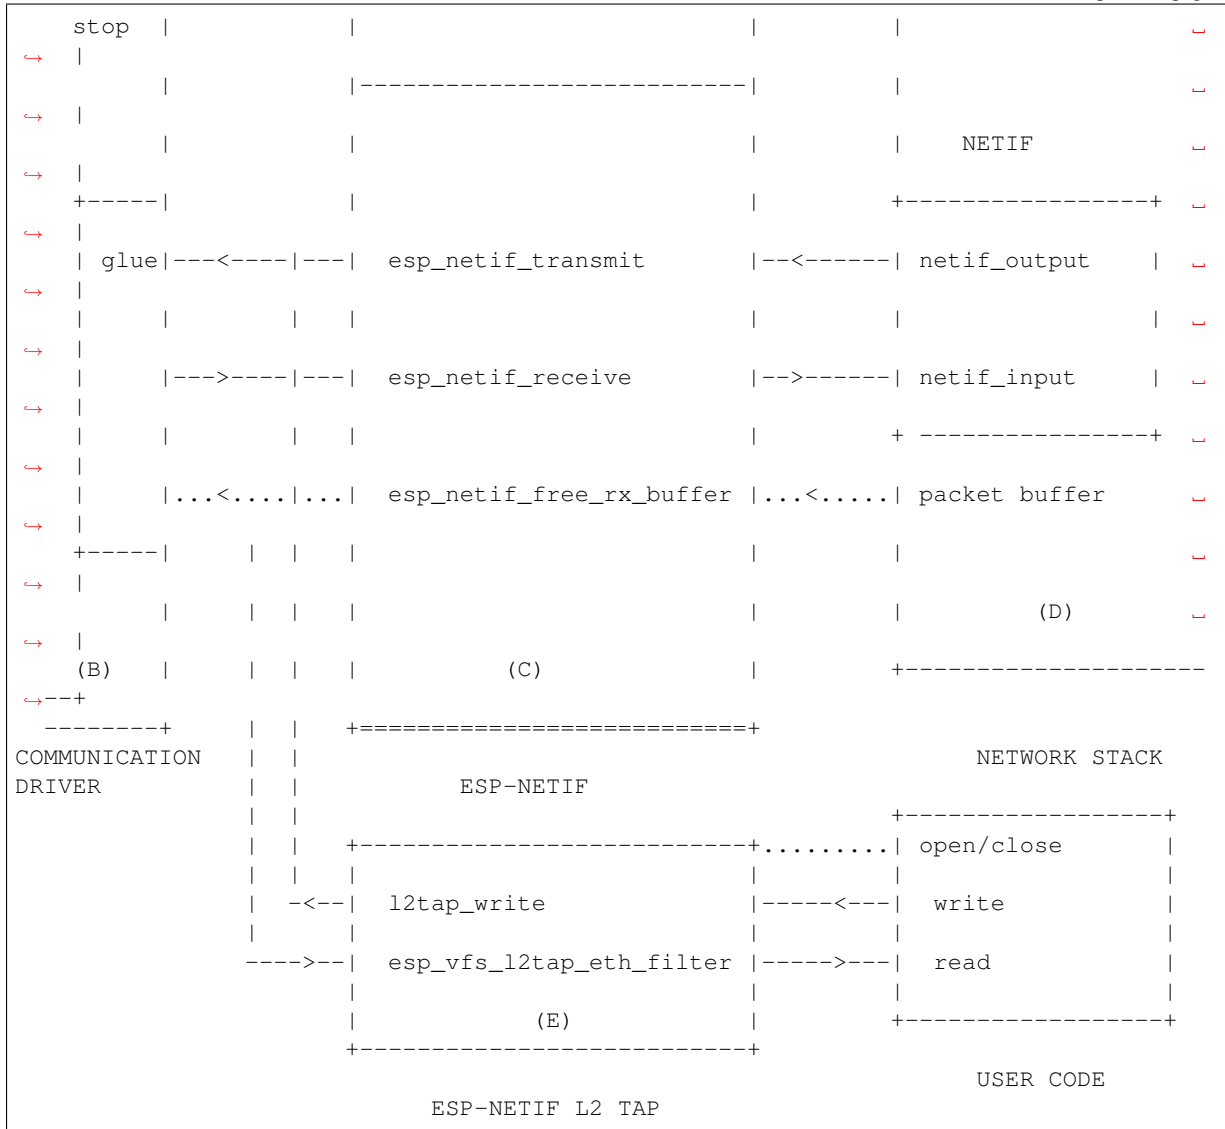 stop | | | ␣
↪ |
| |---------------------------| | ␣
↪ |
| | | | NETIF ␣
↪ |
+-----| | | +-----------------+ ␣
↪ |
| glue|---<----|---| esp_netif_transmit |--<------| netif_output | ␣
↪ |
| | | | | | | ␣
↪ |
| |--->----|---| esp_netif_receive |-->------| netif_input | ␣
↪ |
| | | | | + ----------------+ ␣
↪ |
| |...<....|...| esp_netif_free_rx_buffer |...<.....| packet buffer ␣
↪ |
+-----| | | | | | ␣
↪ |
| | | | | | (D) ␣
↪ |
(B) | | | | (C) | +---------------------
↪--+
--------+ | | +===========================+
COMMUNICATION | | NETWORK STACK
DRIVER | | ESP-NETIF
| | +------------------+
| | +---------------------------+.........| open/close |
| | | | | |
| -<--| l2tap_write |-----<---| write |
| | | | |
---->--| esp_vfs_l2tap_eth_filter |----->---| read |
| | | |
| (E) | +------------------+
+---------------------------+
USER CODE
ESP-NETIF L2 TAP